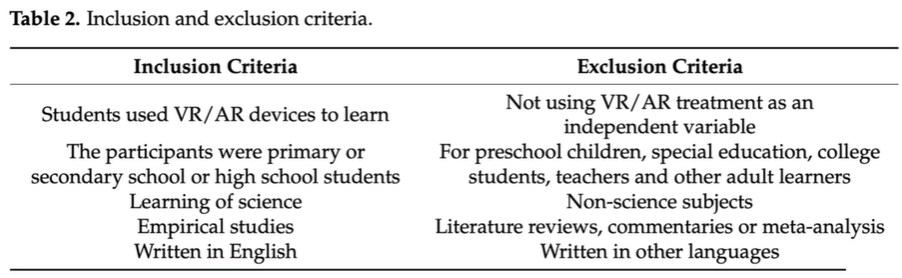 Table 2. Inclusion and exclusion criteria.
Inclusion Criteria Exclusion Criteria
Students used VR/AR devices to learn Not using VR/AR treatment as an
independent variable
The participants were primary or For preschool children, special education, college
secondary school or high school students students, teachers and other adult learners
Learning of science Non-science subjects
Empirical studies Literature reviews, commentaries or meta-analysis
Written in English Written in other languages